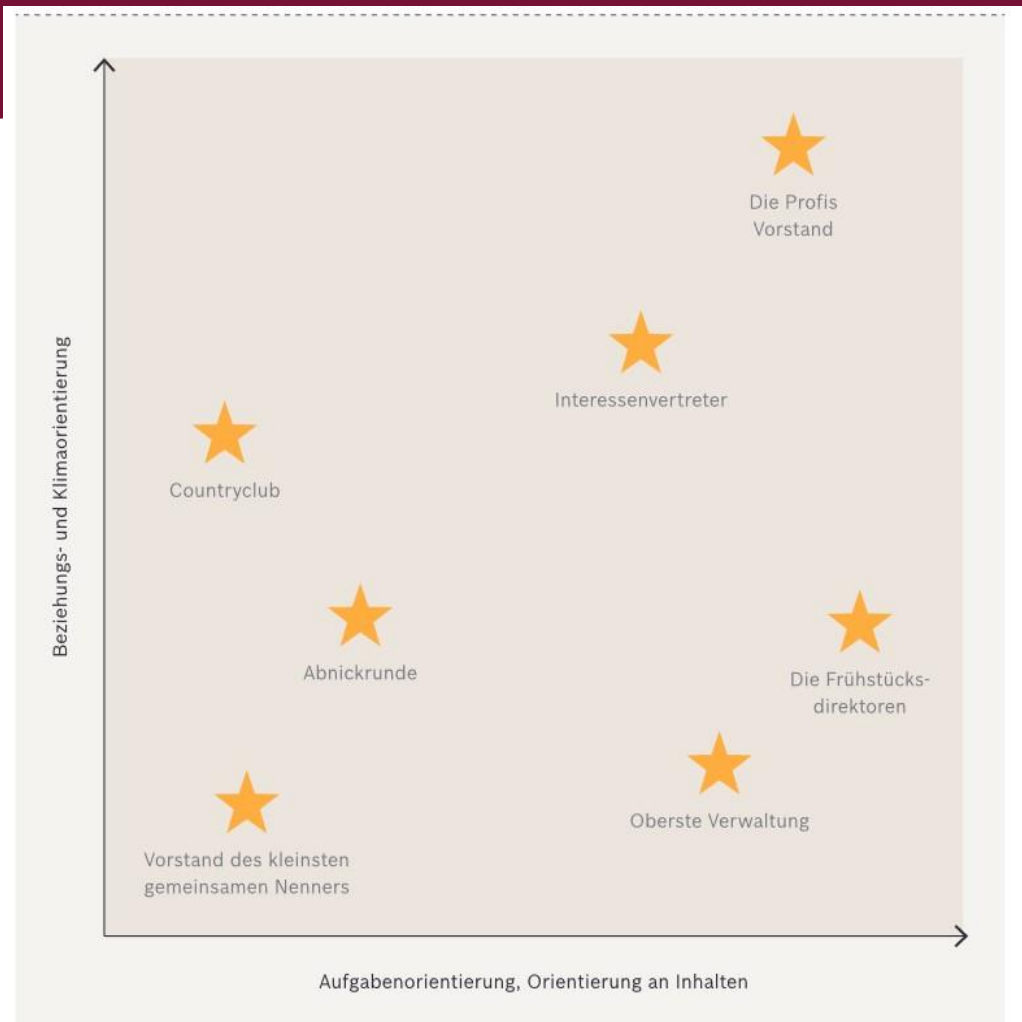 Die Profis
Vorstand
Interessenvertreter
Countryclub
Abnickrunde
Die Frühstücks-
direktoren
Oberste Verwaltung
Vorstand des kleinsten
gemeinsamen Nenners
Beziehungs- und Klimaorientierung
Aufgabenorientierung, Orientierung an Inhalten